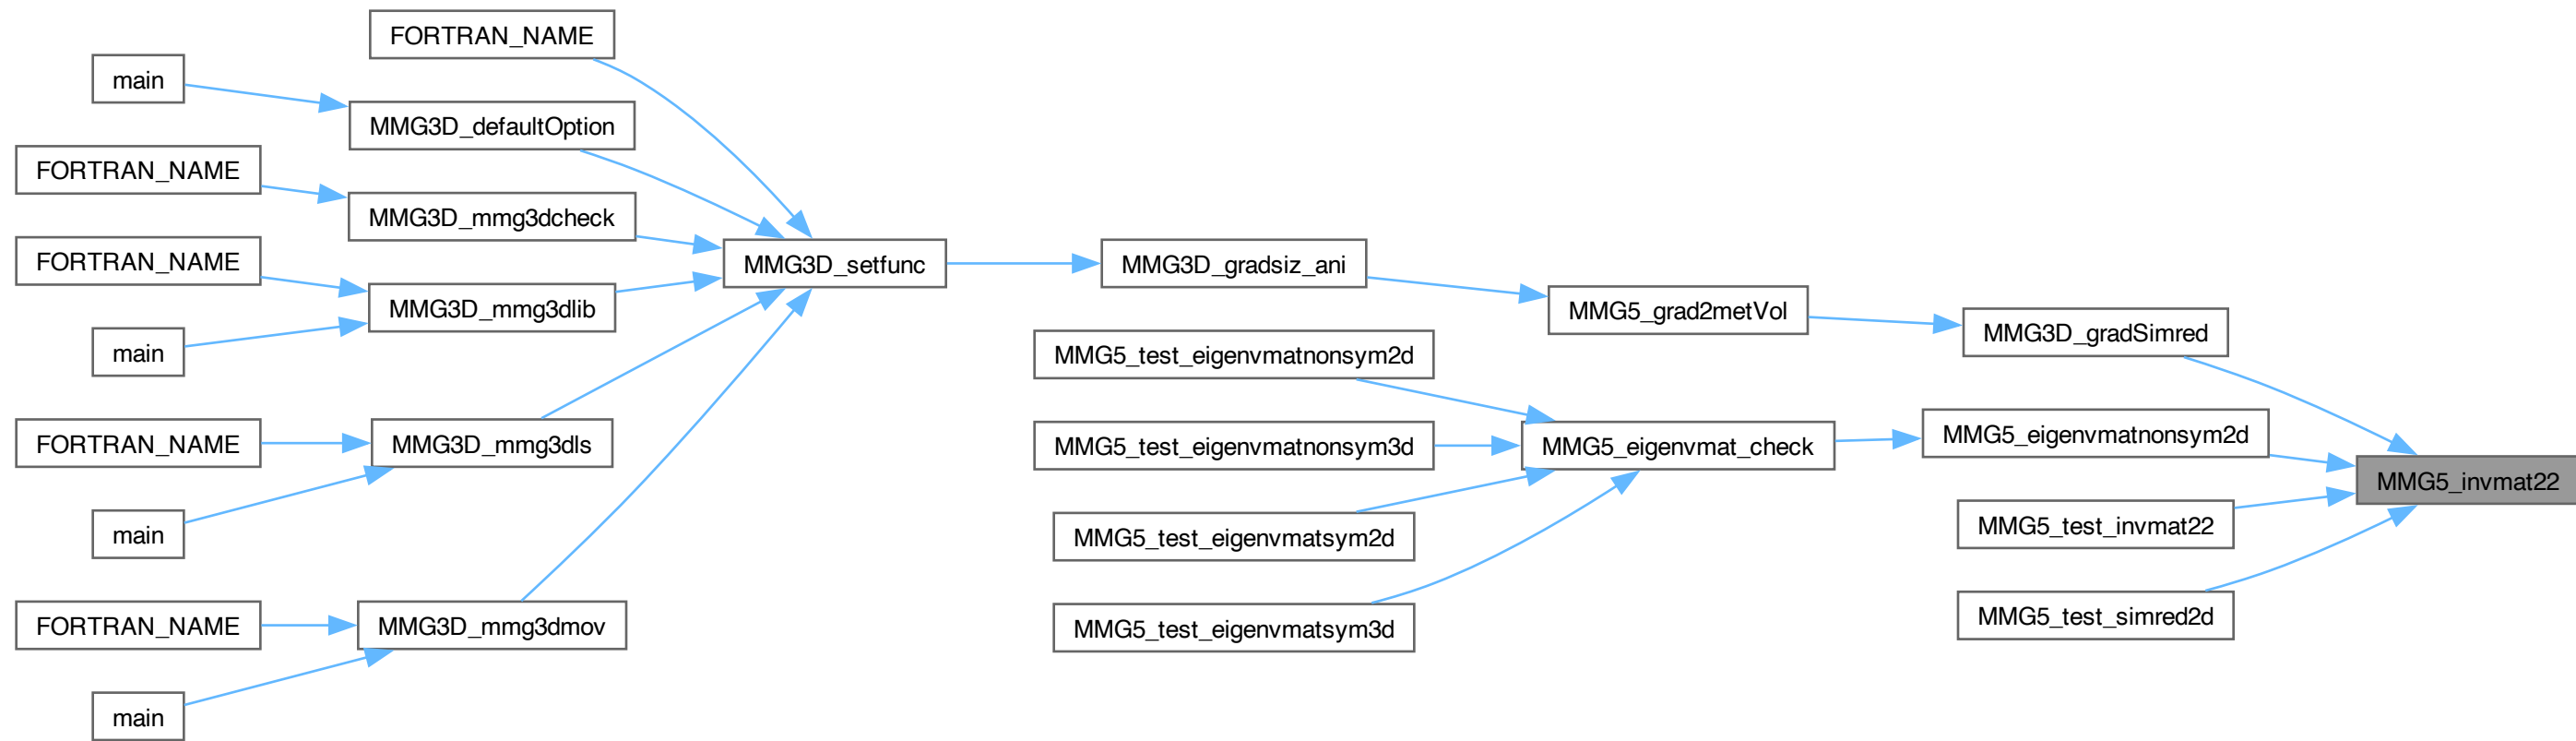 FORTRAN_NAME
main
MMG3D_defaultOption
FORTRAN_NAME
MMG3D_mmg3dcheck
FORTRAN_NAME
MMG3D_setfunc
MMG3D_gradsiz_ani
MMG3D_mmg3dlib
MMG5_grad2metVol
MMG3D_gradSimred
main
MMG5_test_eigenvmatnonsym2d
FORTRAN_NAME
MMG3D_mmg3dls
MMG5_test_eigenvmatnonsym3d
MMG5_eigenvmat_check
MMG5_eigenvmatnonsym2d
MMG5_invmat22
main
MMG5_test_eigenvmatsym2d
MMG5_test_invmat22
FORTRAN_NAME
MMG3D_mmg3dmov
MMG5_test_eigenvmatsym3d
MMG5_test_simred2d
main